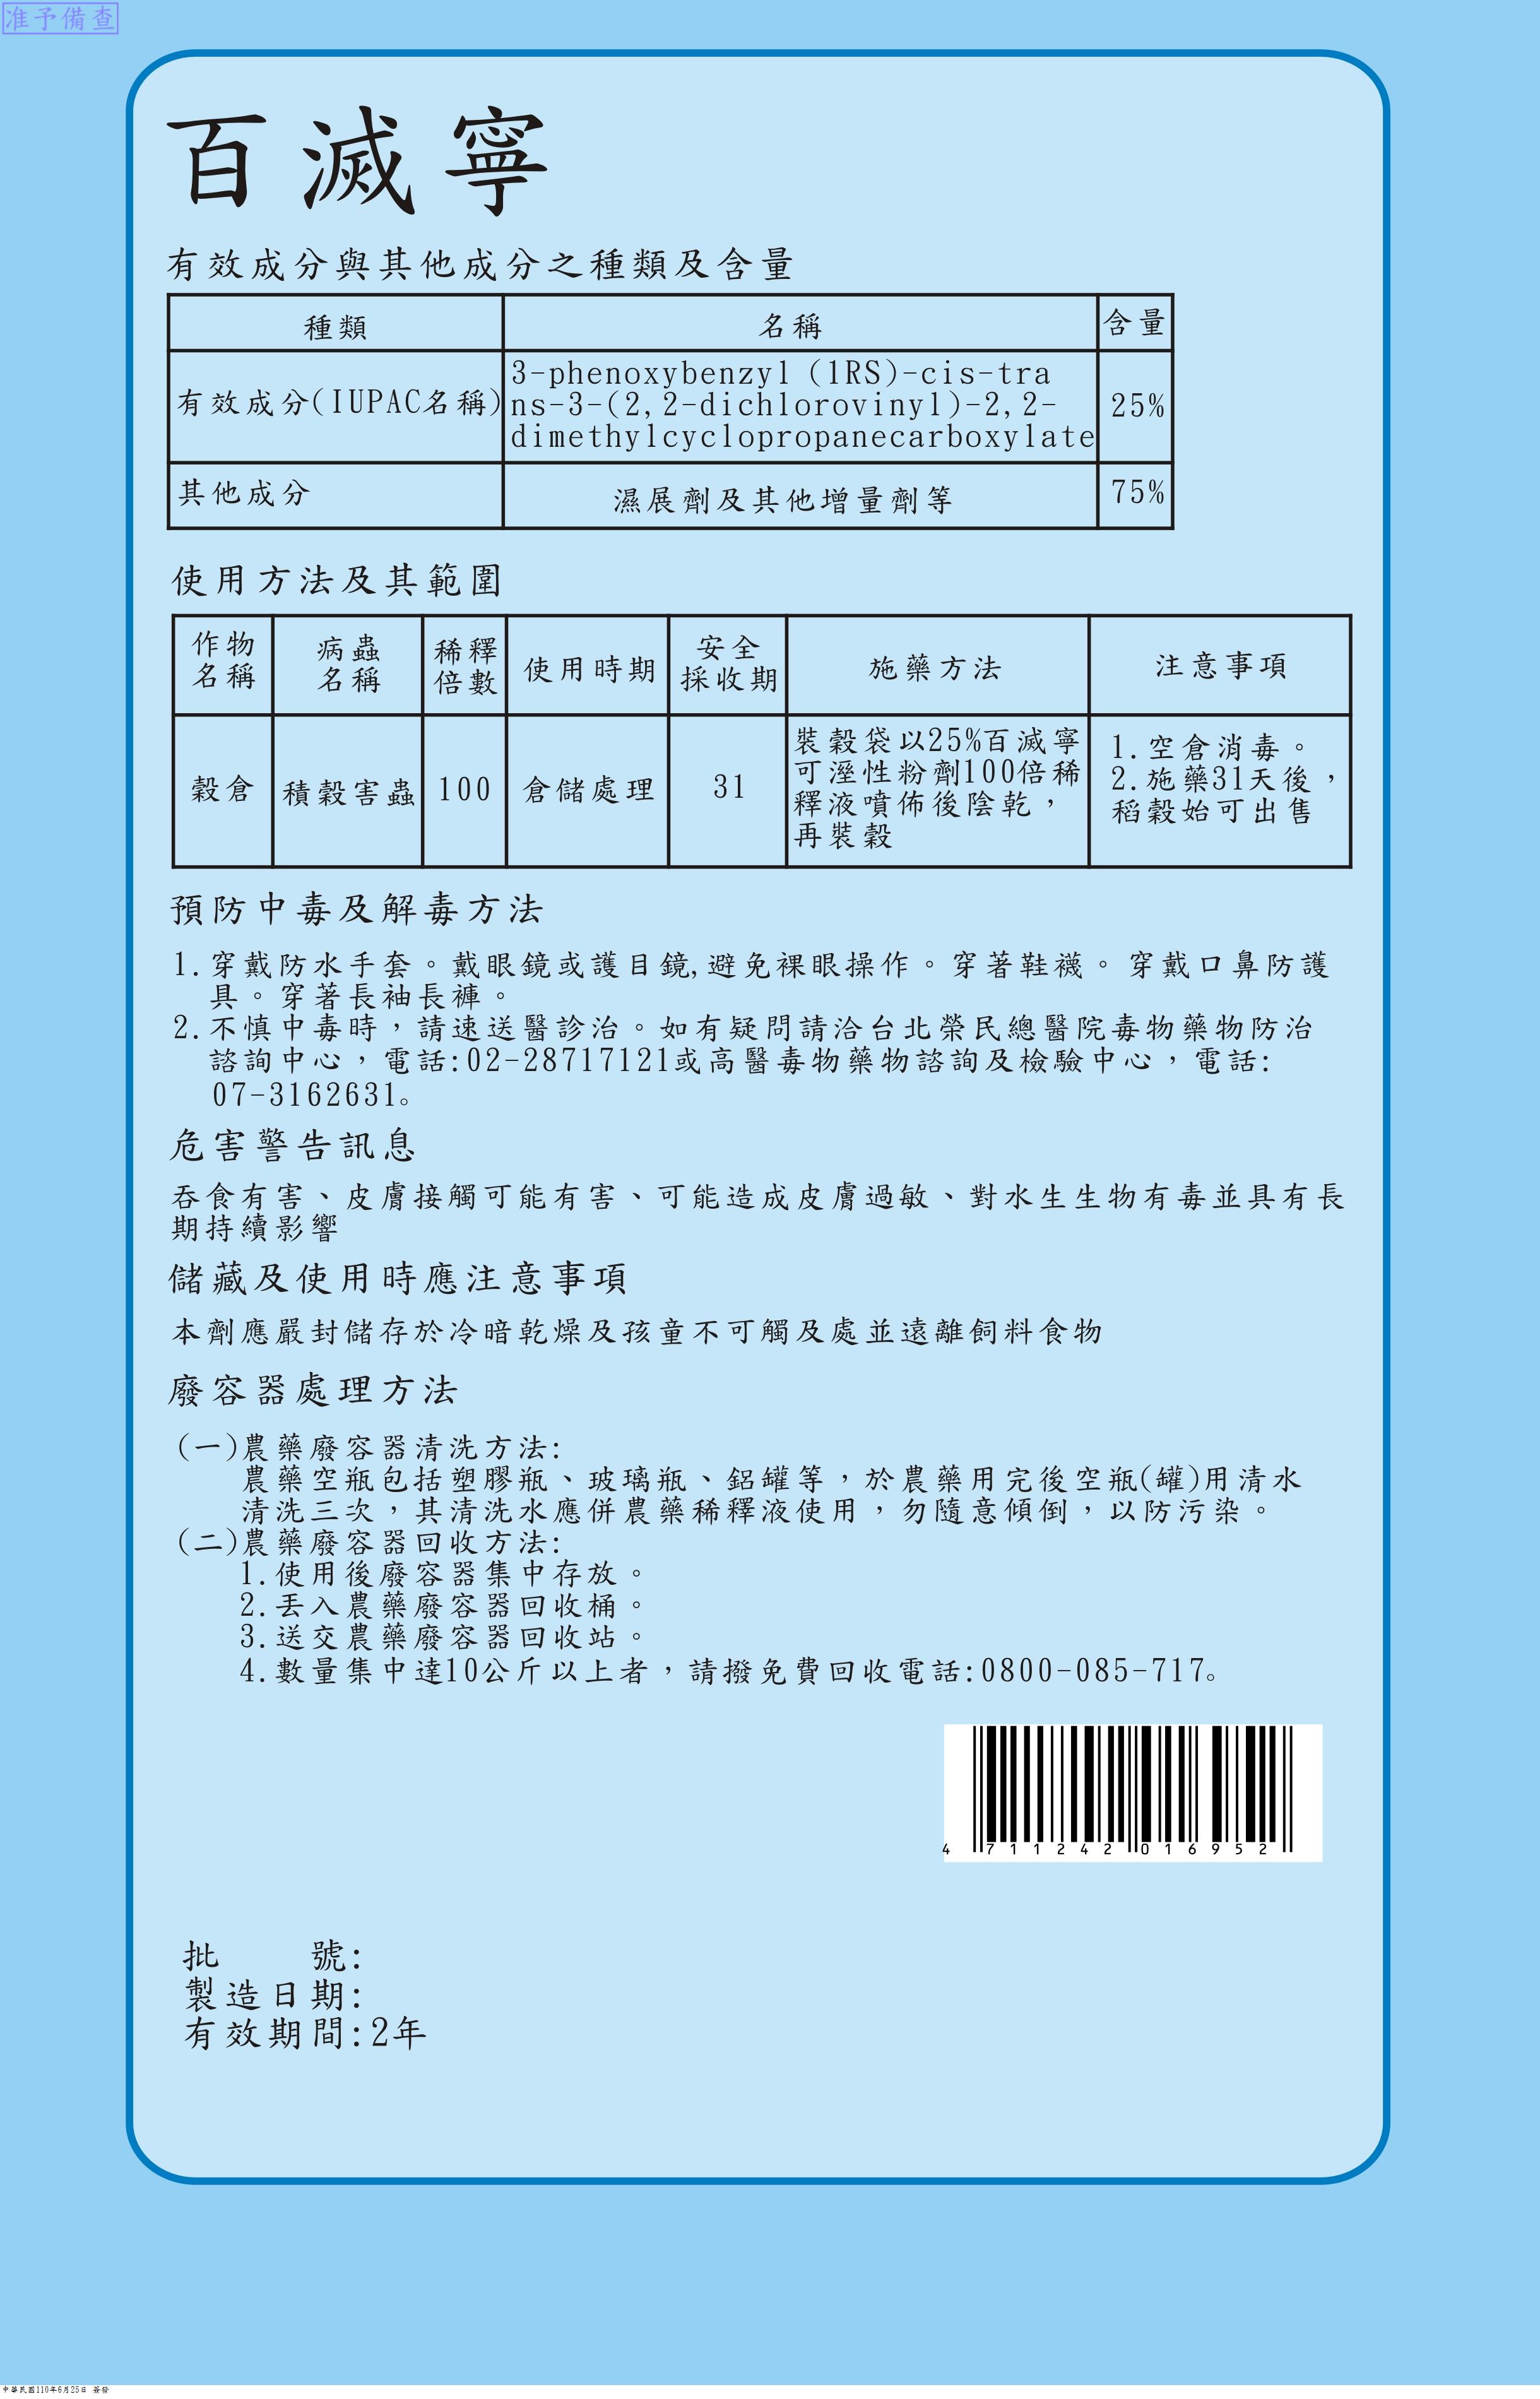 准予備查
百滅寧
有效成分與其他成分之種類及含量
種類 名稱 含量
有效成分(IUPAC名稱) 3-phenoxybenzyl (1RS)-cis-tra
ns-3-(2,2-dichlorovinyl)-2,2-
dimethylcyclopropanecarboxylate 25%
其他成分 濕展劑及其他增量劑等 75%
使用方法及其範圍
作物
名稱
病蟲
名稱
稀釋
倍數
使用時期
安全
採收期
施藥方法
注意事項
穀倉
積穀害蟲
100
倉儲處理
31
裝穀袋以25%百滅寧
可溼性粉劑100倍稀
釋液噴佈後陰乾，
再裝穀
1.空倉消毒。
2.施藥31天後，
稻穀始可出售
預防中毒及解毒方法
1.穿戴防水手套。戴眼鏡或護目鏡,避免裸眼操作。穿著鞋襪。穿戴口鼻防護
具。穿著長袖長褲。
2.不慎中毒時，請速送醫診治。如有疑問請洽台北榮民總醫院毒物藥物防治
諮詢中心，電話:02-28717121或高醫毒物藥物諮詢及檢驗中心，電話:
07-3162631。
危害警告訊息
吞食有害、皮膚接觸可能有害、可能造成皮膚過敏、對水生生物有毒並具有長
期持續影響
儲藏及使用時應注意事項
本劑應嚴封儲存於冷暗乾燥及孩童不可觸及處並遠離飼料食物
廢容器處理方法
(一)農藥廢容器清洗方法:
農藥空瓶包括塑膠瓶、玻璃瓶、鋁罐等，於農藥用完後空瓶(罐)用清水
清洗三次，其清洗水應併農藥稀釋液使用，勿隨意傾倒，以防污染。
(二)農藥廢容器回收方法:
1.使用後廢容器集中存放。
2.丟入農藥廢容器回收桶。
3.送交農藥廢容器回收站。
4.數量集中達10公斤以上者，請撥免費回收電話:0800-085-717。
4 711242 016952
批 號:
製造日期:
有效期間:2年
中華民國110年6月25日 簽發